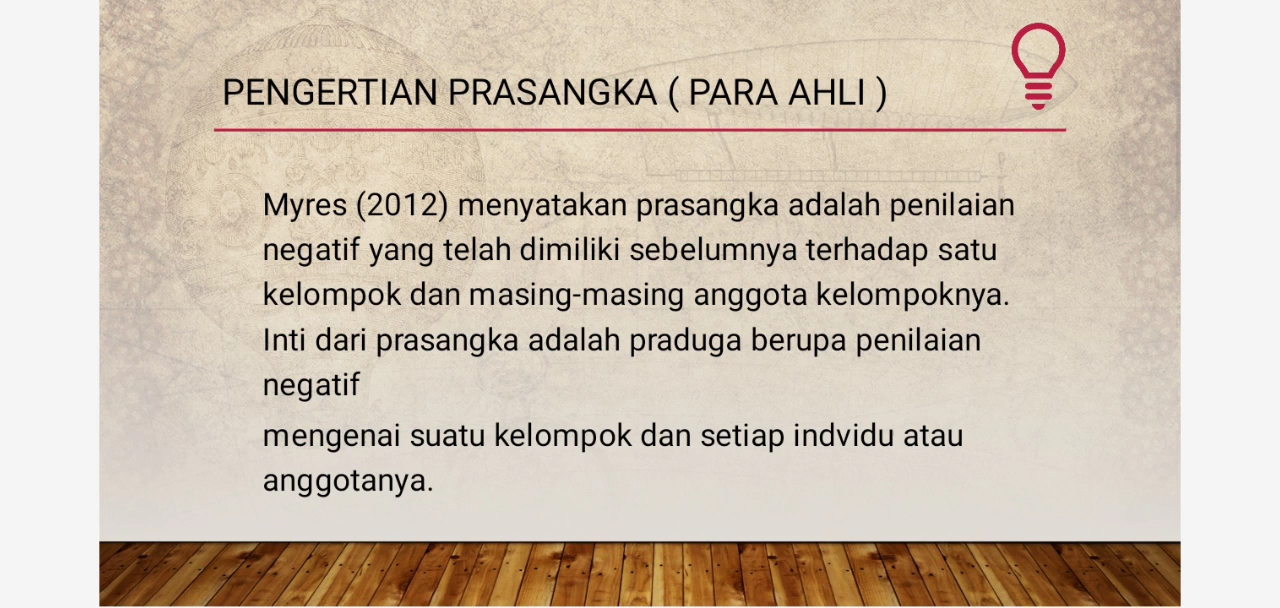 PENGERTIAN PRASANGKA ( PARA AHLI )
Myres (2012) menyatakan prasangka adalah penilaian
negatif yang telah dimiliki sebelumnya terhadap satu
kelompok dan masing-masing anggota kelompoknya.
Inti dari prasangka adalah praduga berupa penilaian
negatif
mengenai suatu kelompok dan setiap indvidu atau
anggotanya.